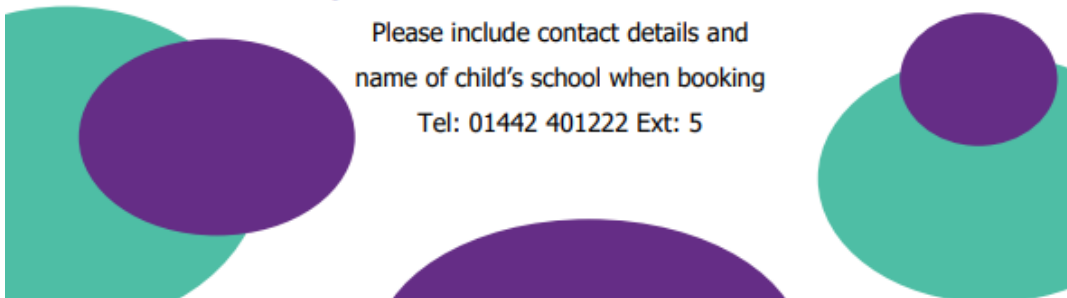 Please include contact details and
name of child’s school when booking
Tel: 01442 401222 Ext: 5